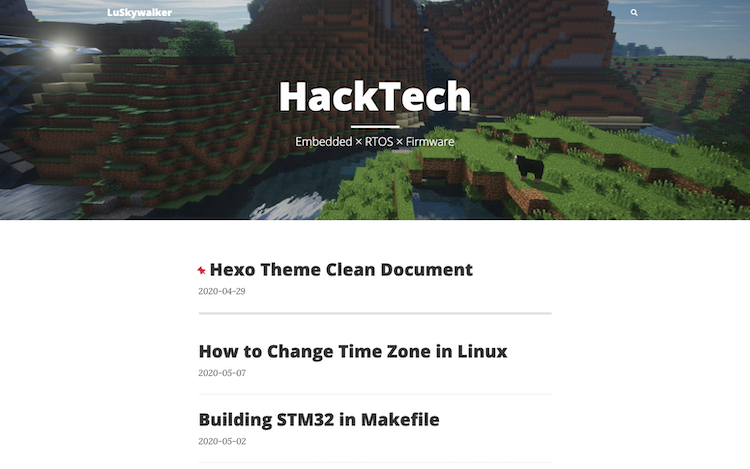 LuSkywalker
HackTech
Embedded × RTOS × Firmware
Hexo Theme Clean Document
2020-04-29
How to Change Time Zone in Linux
2020-05-07
Building STM32 in Makefile
2020-05-02